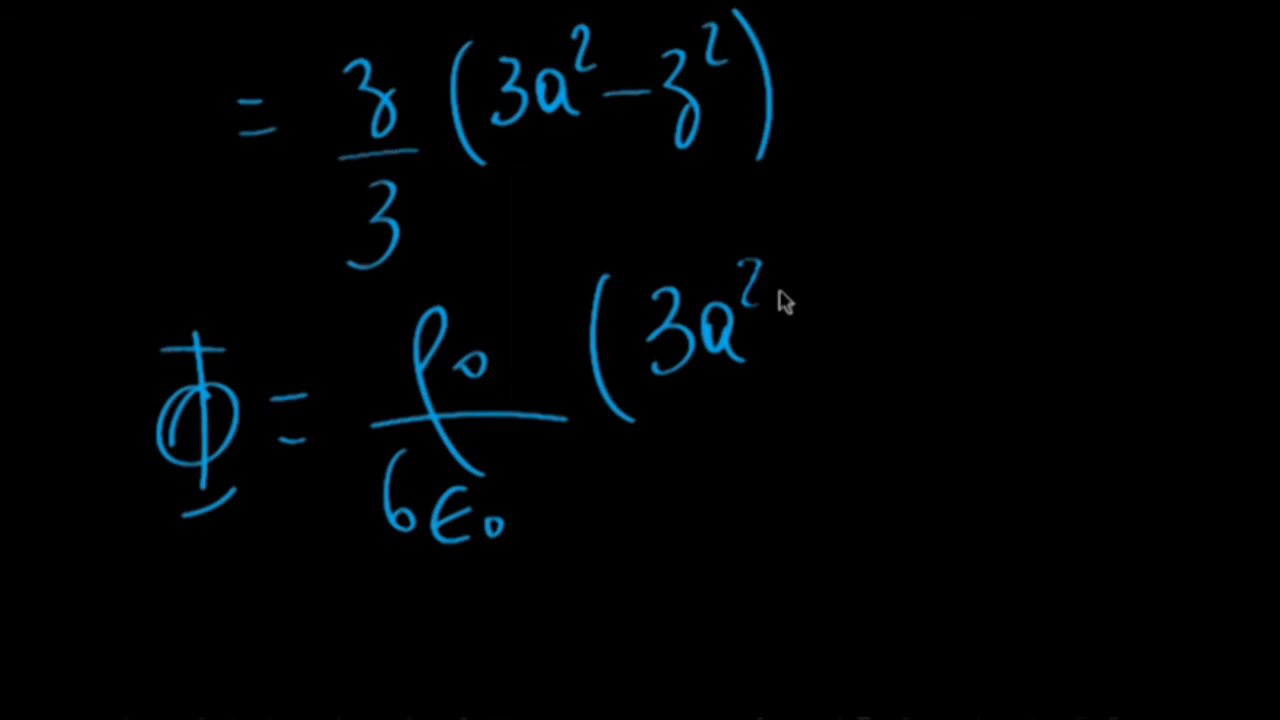 = z/3 (3a² − z²)
Φ = ρ₀/6ε₀ (3a²